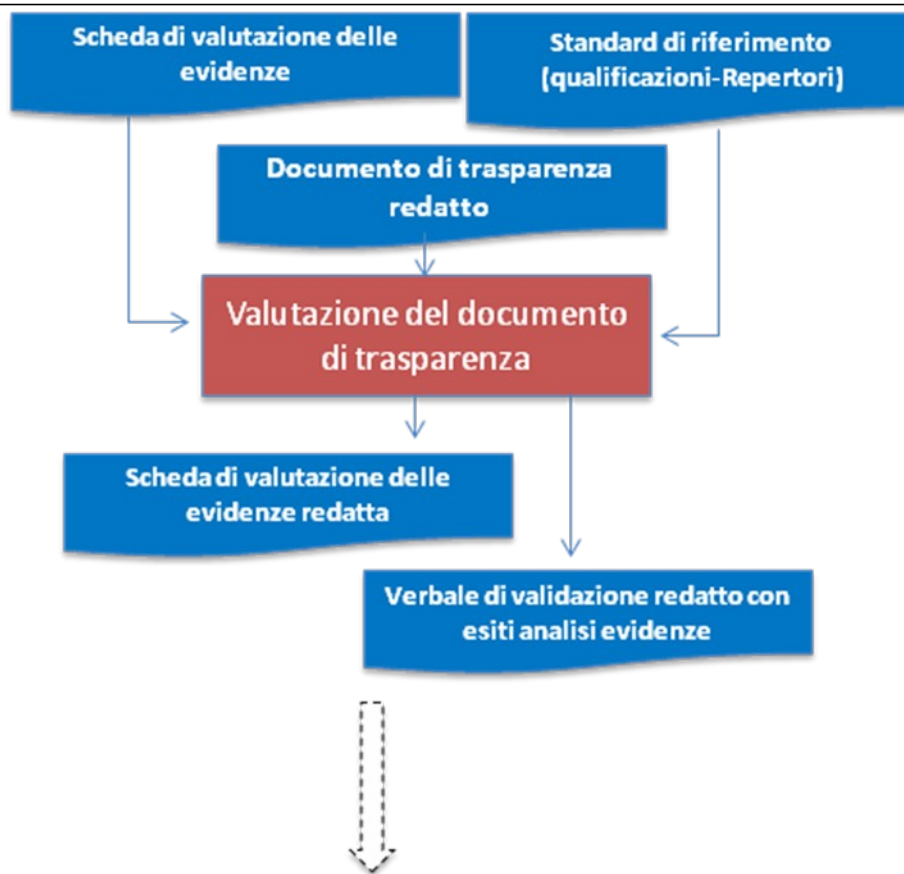 Scheda di valutazione delle
evidenze
Standard di riferimento
(qualificazioni-Repertori)
Documento di trasparenza
redatto
Valutazione del documento
di trasparenza
Scheda di valutazione delle
evidenze redatta
Verbale di validazione redatto con
esiti analisi evidenze